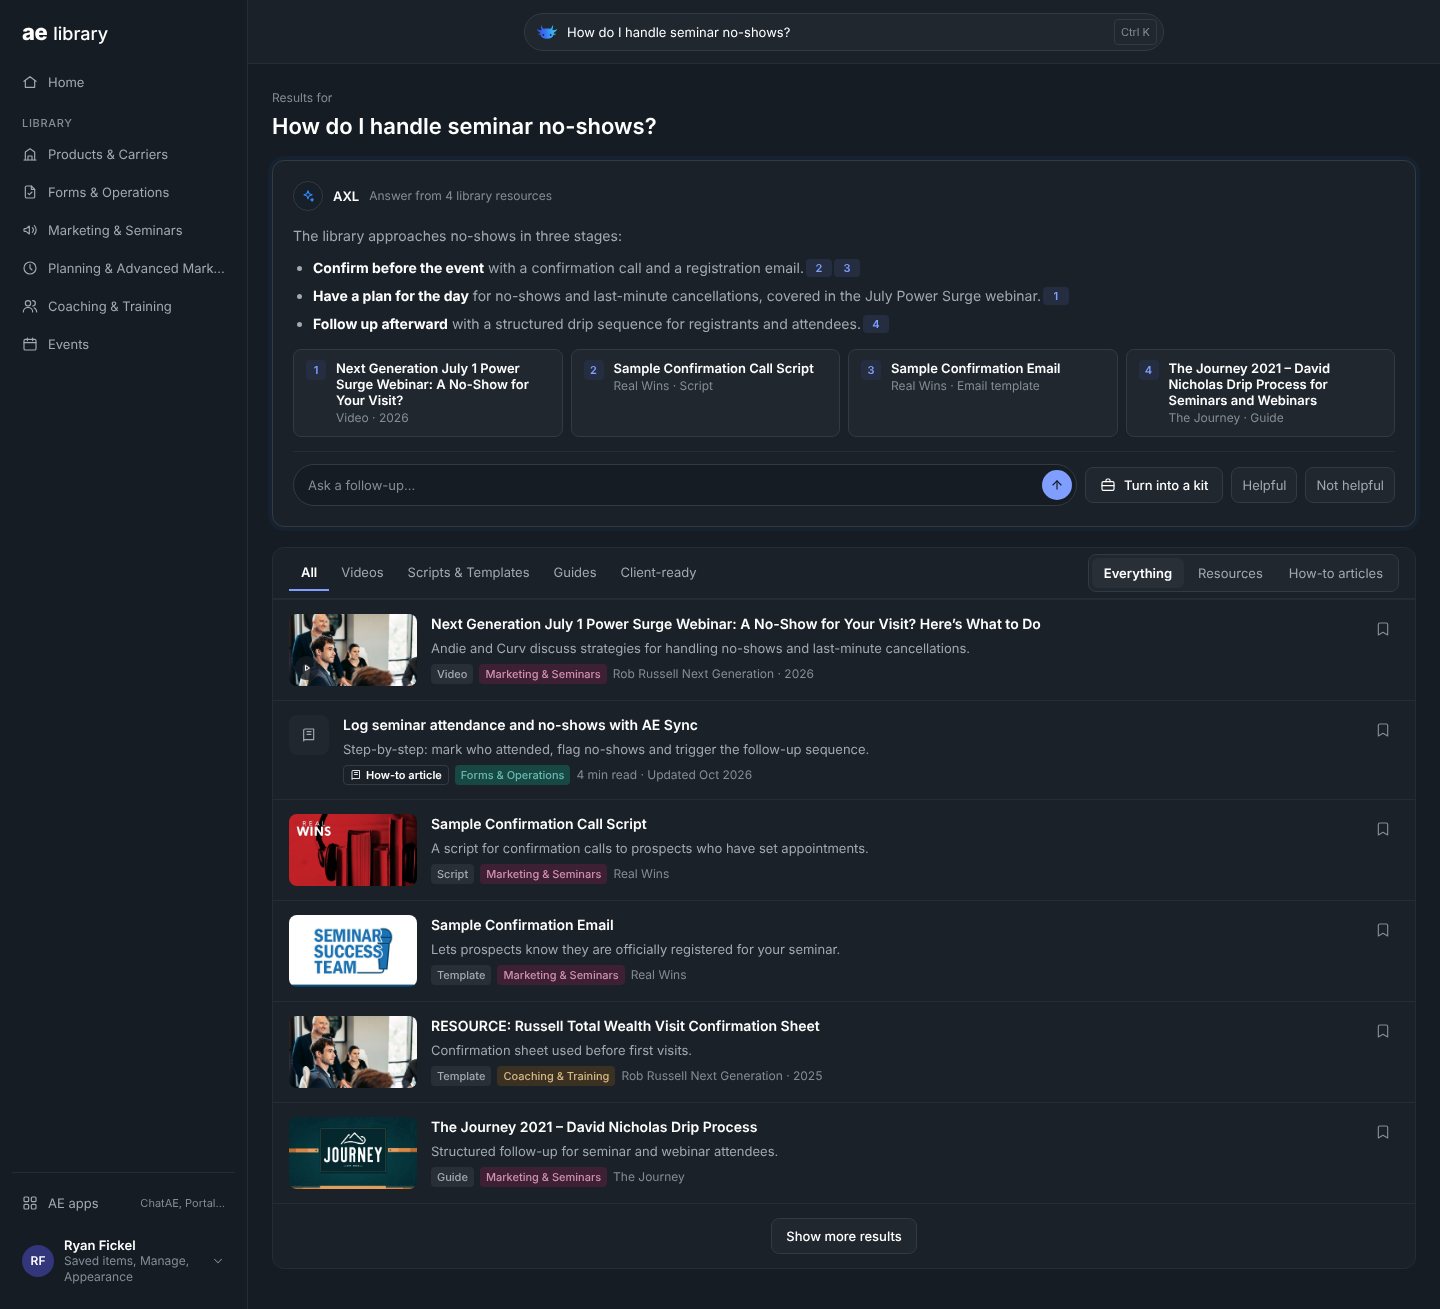 ae library
How do I handle seminar no-shows?
Ctrl K
Home
LIBRARY
Products & Carriers
Forms & Operations
Marketing & Seminars
Planning & Advanced Mark...
Coaching & Training
Events
AE apps
ChatAE, Portal...
RF
Ryan Fickel
Saved items, Manage,
Appearance
Results for
How do I handle seminar no-shows?
AXL Answer from 4 library resources
The library approaches no-shows in three stages:
• Confirm before the event with a confirmation call and a registration email. 2 3
• Have a plan for the day for no-shows and last-minute cancellations, covered in the July Power Surge webinar. 1
• Follow up afterward with a structured drip sequence for registrants and attendees. 4
1
Next Generation July 1 Power
Surge Webinar: A No-Show for
Your Visit?
Video · 2026
2
Sample Confirmation Call Script
Real Wins · Script
3
Sample Confirmation Email
Real Wins · Email template
4
The Journey 2021 – David
Nicholas Drip Process for
Seminars and Webinars
The Journey · Guide
Ask a follow-up...
Turn into a kit
Helpful
Not helpful
All
Videos
Scripts & Templates
Guides
Client-ready
Everything
Resources
How-to articles
Next Generation July 1 Power Surge Webinar: A No-Show for Your Visit? Here’s What to Do
Andie and Curv discuss strategies for handling no-shows and last-minute cancellations.
Video Marketing & Seminars Rob Russell Next Generation · 2026
Log seminar attendance and no-shows with AE Sync
Step-by-step: mark who attended, flag no-shows and trigger the follow-up sequence.
How-to article Forms & Operations 4 min read · Updated Oct 2026
REAL
WINS
Sample Confirmation Call Script
A script for confirmation calls to prospects who have set appointments.
Script Marketing & Seminars Real Wins
SEMINAR
SUCCESS
TEAM
Sample Confirmation Email
Lets prospects know they are officially registered for your seminar.
Template Marketing & Seminars Real Wins
RESOURCE: Russell Total Wealth Visit Confirmation Sheet
Confirmation sheet used before first visits.
Template Coaching & Training Rob Russell Next Generation · 2025
JOURNEY
The Journey 2021 – David Nicholas Drip Process
Structured follow-up for seminar and webinar attendees.
Guide Marketing & Seminars The Journey
Show more results